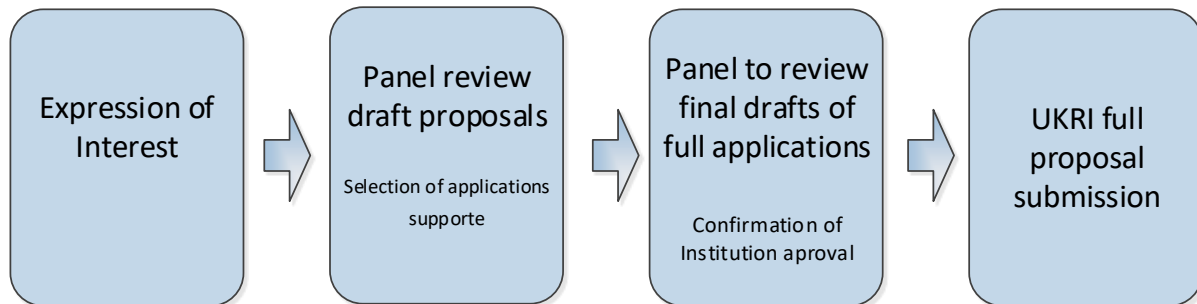 Expression of
Interest
Panel review
draft proposals
Selection of applications
supporte
Panel to review
final drafts of
full applications
Confirmation of
Institution aproval
UKRI full
proposal
submission